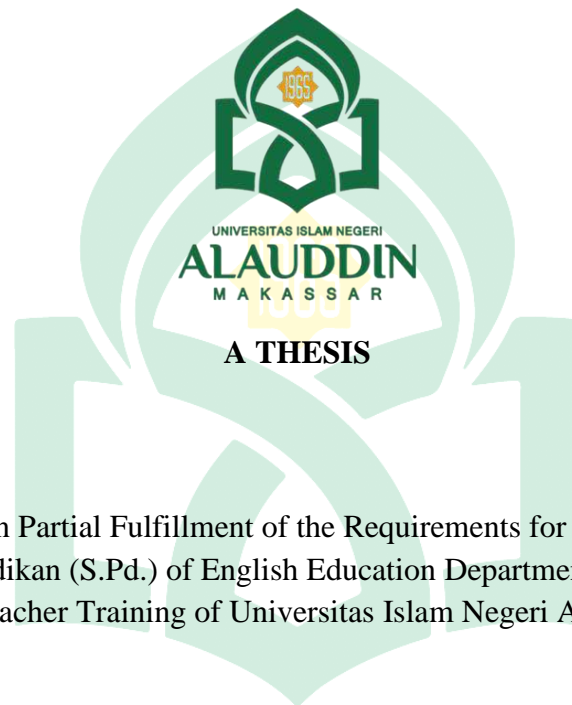 1965
UNIVERSITAS ISLAM NEGERI
ALAUDDIN
MAKASSAR
A THESIS
n Partial Fulfillment of the Requirements for
dikan (S.Pd.) of English Education Departme
acher Training of Universitas Islam Negeri A